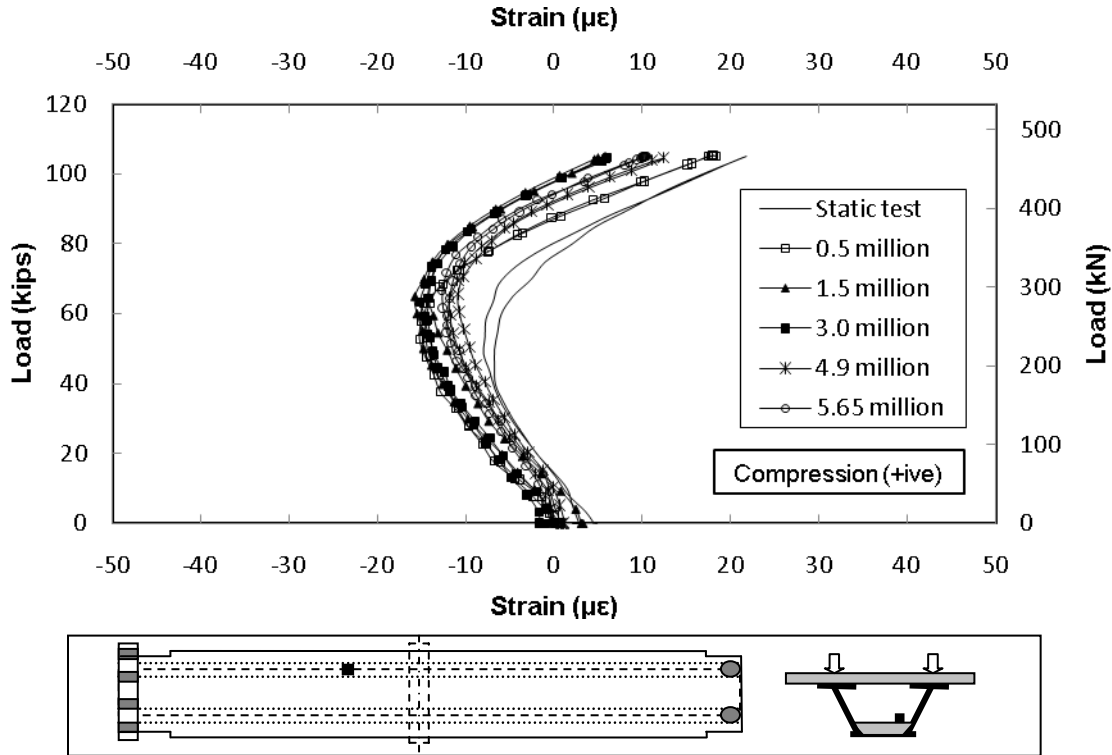 Strain (με)
-50 -40 -30 -20 -10 0 10 20 30 40 50
120
100
80
60
40
20
0
Load (kips)
500
400
300
200
100
0
Load (kN)
Static test
0.5 million
1.5 million
3.0 million
4.9 million
5.65 million
Compression (+ive)
-50 -40 -30 -20 -10 0 10 20 30 40 50
Strain (με)